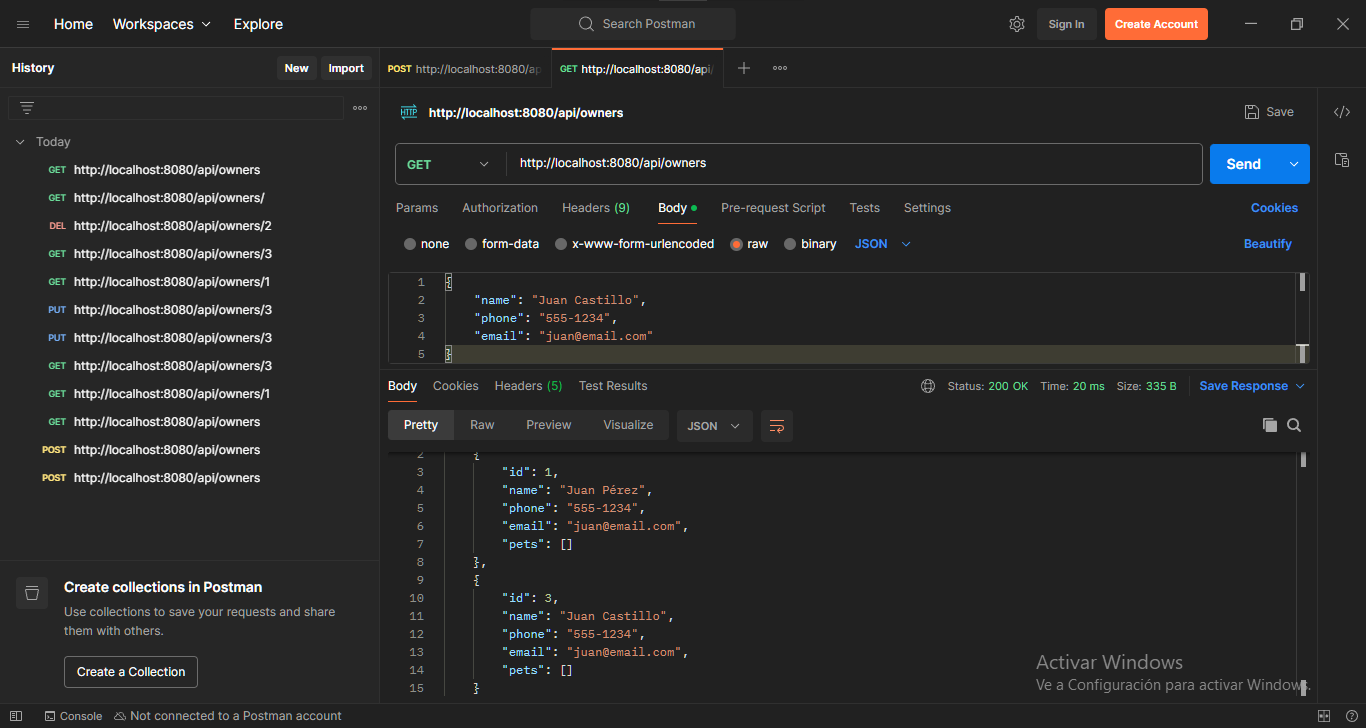 Home Workspaces Explore
Search Postman
Sign In Create Account
History
New Import
Today
GET http://localhost:8080/api/owners
GET http://localhost:8080/api/owners/
DEL http://localhost:8080/api/owners/2
GET http://localhost:8080/api/owners/3
GET http://localhost:8080/api/owners/1
PUT http://localhost:8080/api/owners/3
PUT http://localhost:8080/api/owners/3
GET http://localhost:8080/api/owners/3
GET http://localhost:8080/api/owners/1
GET http://localhost:8080/api/owners
POST http://localhost:8080/api/owners
POST http://localhost:8080/api/owners
Create collections in Postman
Use collections to save your requests and share
them with others.
Create a Collection
POST http://localhost:8080/ap
GET http://localhost:8080/api/
HTTP http://localhost:8080/api/owners
Save
GET http://localhost:8080/api/owners
Send
Params Authorization Headers (9) Body Pre-request Script Tests Settings
Cookies
none form-data x-www-form-urlencoded raw binary JSON
Beautify
1 {
2 "name": "Juan Castillo",
3 "phone": "555-1234",
4 "email": "juan@email.com"
5 }
Body Cookies Headers (5) Test Results
Status: 200 OK Time: 20 ms Size: 335 B Save Response
Pretty Raw Preview Visualize JSON
2 {
3 "id": 1,
4 "name": "Juan Pérez",
5 "phone": "555-1234",
6 "email": "juan@email.com",
7 "pets": []
8 },
9 {
10 "id": 3,
11 "name": "Juan Castillo",
12 "phone": "555-1234",
13 "email": "juan@email.com",
14 "pets": []
15 }
Activar Windows
Ve a Configuración para activar Windows.
Console Not connected to a Postman account